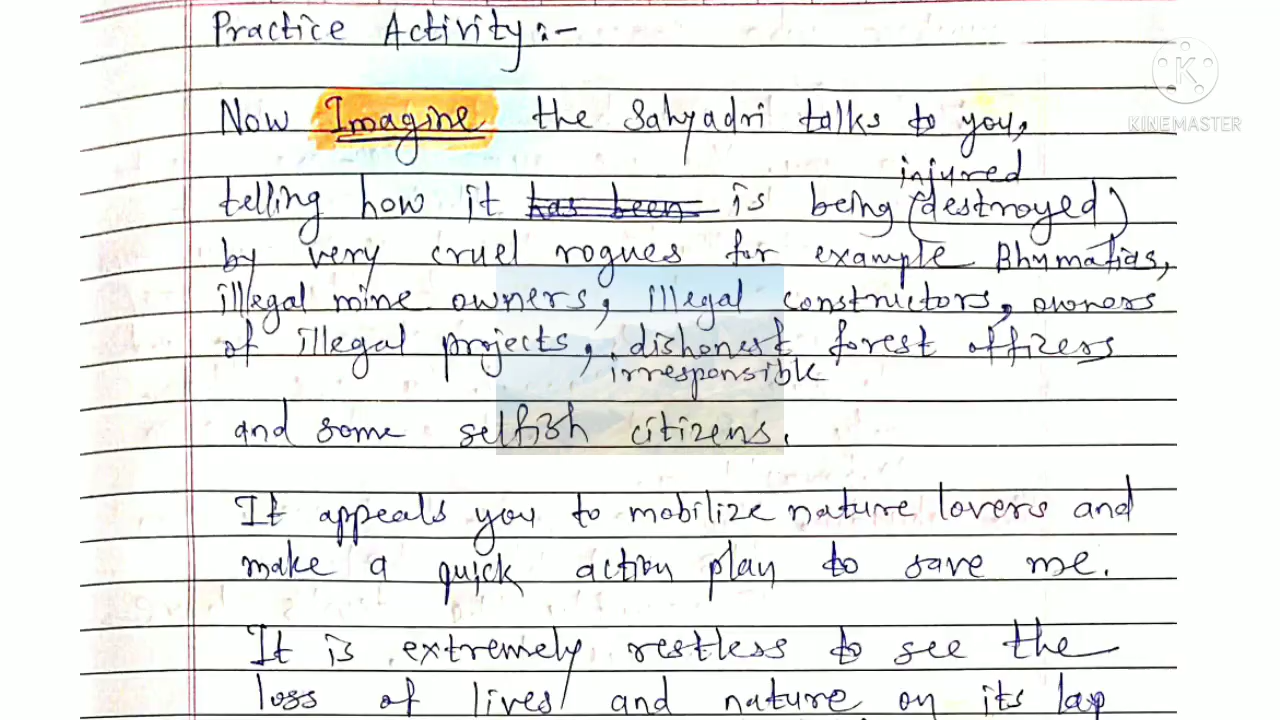 Practice Activity :-
KINEMASTER
Now Imagine the Sahyadri talks to you,
injured
telling how it has been is being (destroyed)
by very cruel rogues for example Bhymafias,
illegal mine owners, illegal constructors, owners
of illegal projects, dishonest forest officers
irresponsible
and some selfish citizens.
It appeals you to mobilize nature lovers and
make a quick action plan to save me.
It is extremely restless to see the
loss of lives and nature on its lap